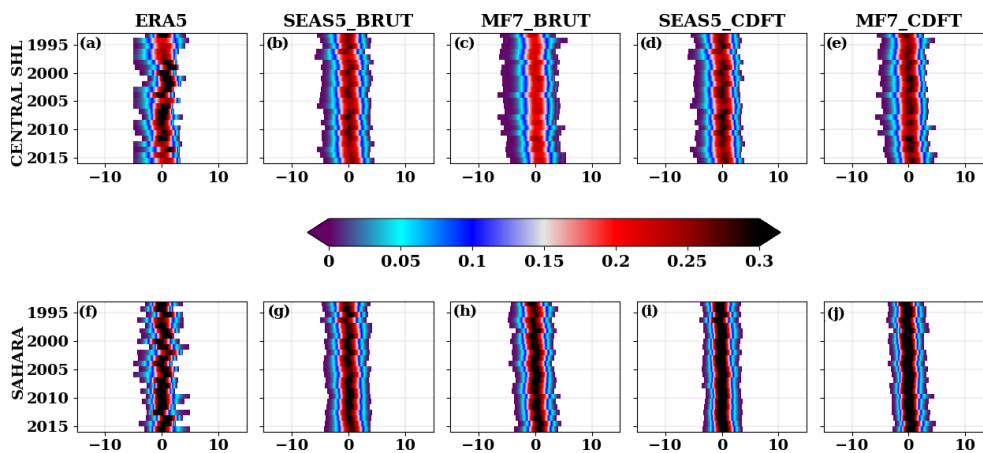 ERA5 SEAS5_BRUT MF7_BRUT SEAS5_CDFT MF7_CDFT
CENTRAL SHL
1995 (a) (b) (c) (d) (e)
2000
2005
2010
2015
−10 0 10 −10 0 10 −10 0 10 −10 0 10 −10 0 10
0 0.05 0.1 0.15 0.2 0.25 0.3
SAHARA
1995 (f) (g) (h) (i) (j)
2000
2005
2010
2015
−10 0 10 −10 0 10 −10 0 10 −10 0 10 −10 0 10